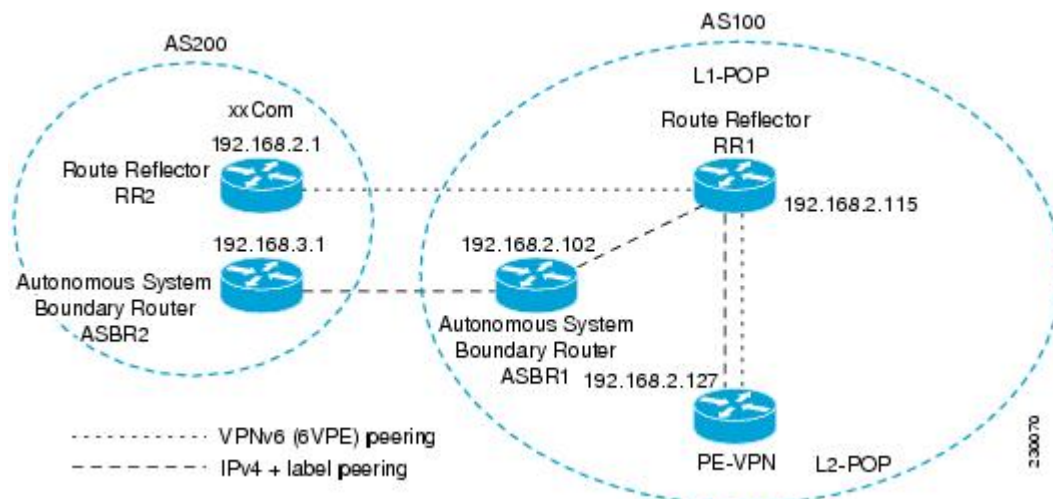 AS200
AS100
L1-POP
xxCom
192.168.2.1
Route Reflector
RR2
Route Reflector
RR1
192.168.2.115
192.168.3.1
192.168.2.102
Autonomous System
Boundary Router
ASBR2
Autonomous System
Boundary Router
ASBR1
192.168.2.127
PE-VPN
L2-POP
VPNv6 (6VPE) peering
IPv4 + label peering
230070